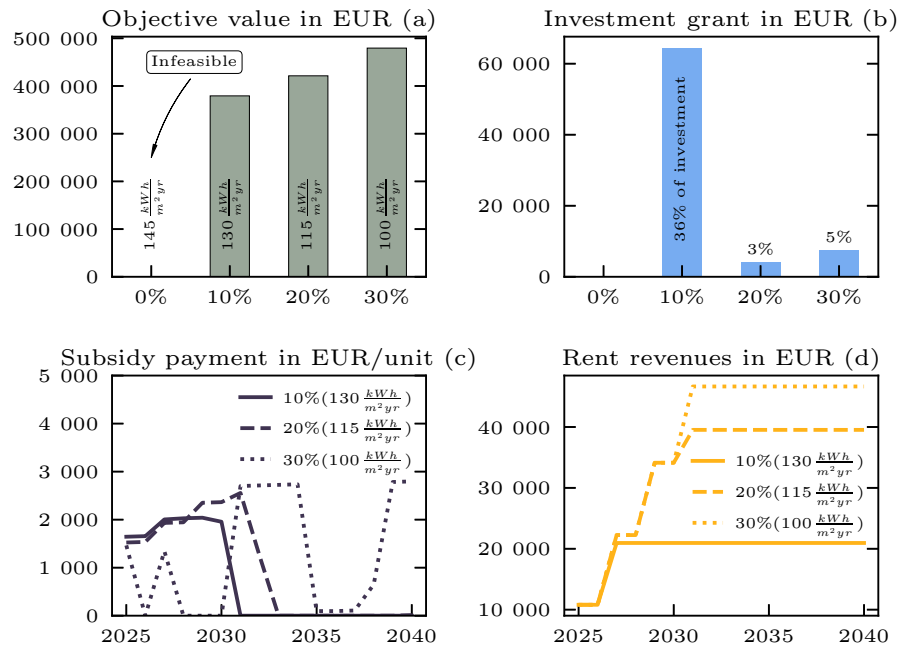 Objective value in EUR (a)
500 000
400 000
300 000
200 000
100 000
0
Infeasible
145 kWh/m²yr
130 kWh/m²yr
115 kWh/m²yr
100 kWh/m²yr
0% 10% 20% 30%
Investment grant in EUR (b)
60 000
40 000
20 000
0
36% of investment
3%
5%
0% 10% 20% 30%
Subsidy payment in EUR/unit (c)
5 000
4 000
3 000
2 000
1 000
0
10%(130 kWh/m²yr)
20%(115 kWh/m²yr)
30%(100 kWh/m²yr)
2025 2030 2035 2040
Rent revenues in EUR (d)
40 000
30 000
20 000
10 000
10%(130 kWh/m²yr)
20%(115 kWh/m²yr)
30%(100 kWh/m²yr)
2025 2030 2035 2040